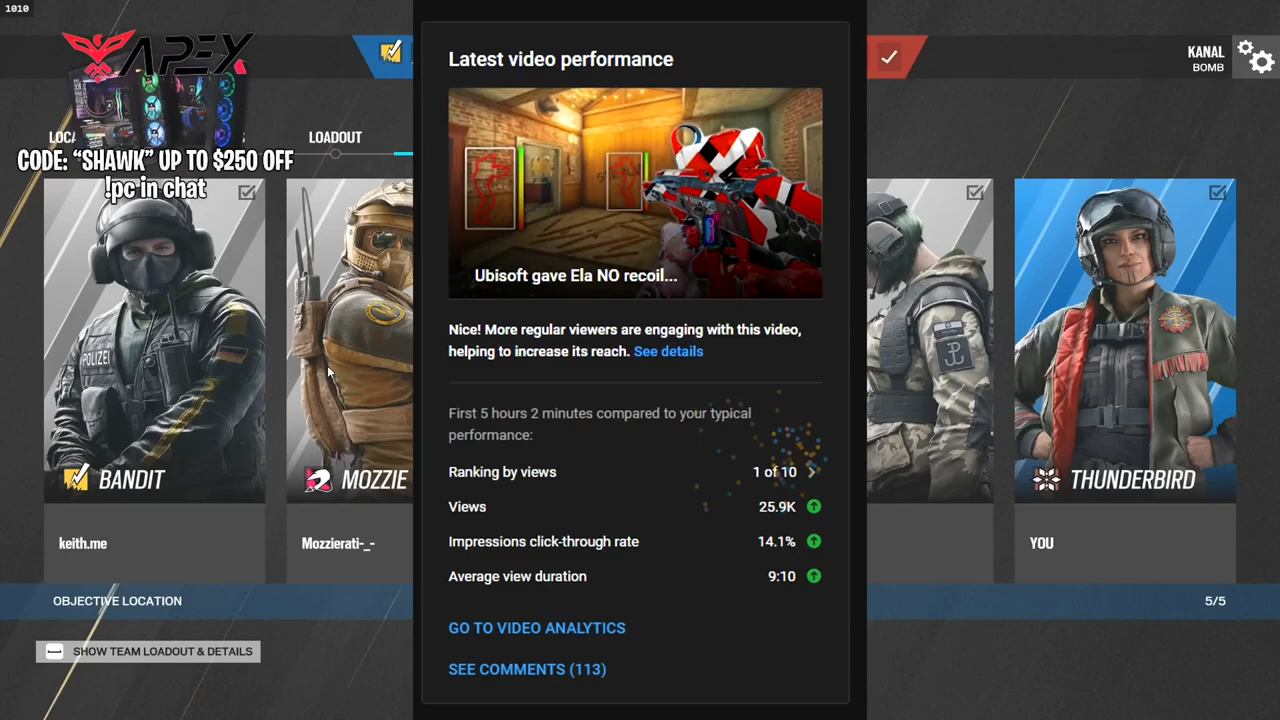 1010
APEX
KANAL
BOMB
LOADOUT
CODE: “SHAWK” UP TO $250 OFF
!pc in chat
POLIZEI
BANDIT
MOZZIE
THUNDERBIRD
keith.me
Mozzierati-_-
YOU
OBJECTIVE LOCATION
5/5
SHOW TEAM LOADOUT & DETAILS
Latest video performance
Ubisoft gave Ela NO recoil...
Nice! More regular viewers are engaging with this video,
helping to increase its reach. See details
First 5 hours 2 minutes compared to your typical
performance:
Ranking by views 1 of 10
Views 25.9K
Impressions click-through rate 14.1%
Average view duration 9:10
GO TO VIDEO ANALYTICS
SEE COMMENTS (113)